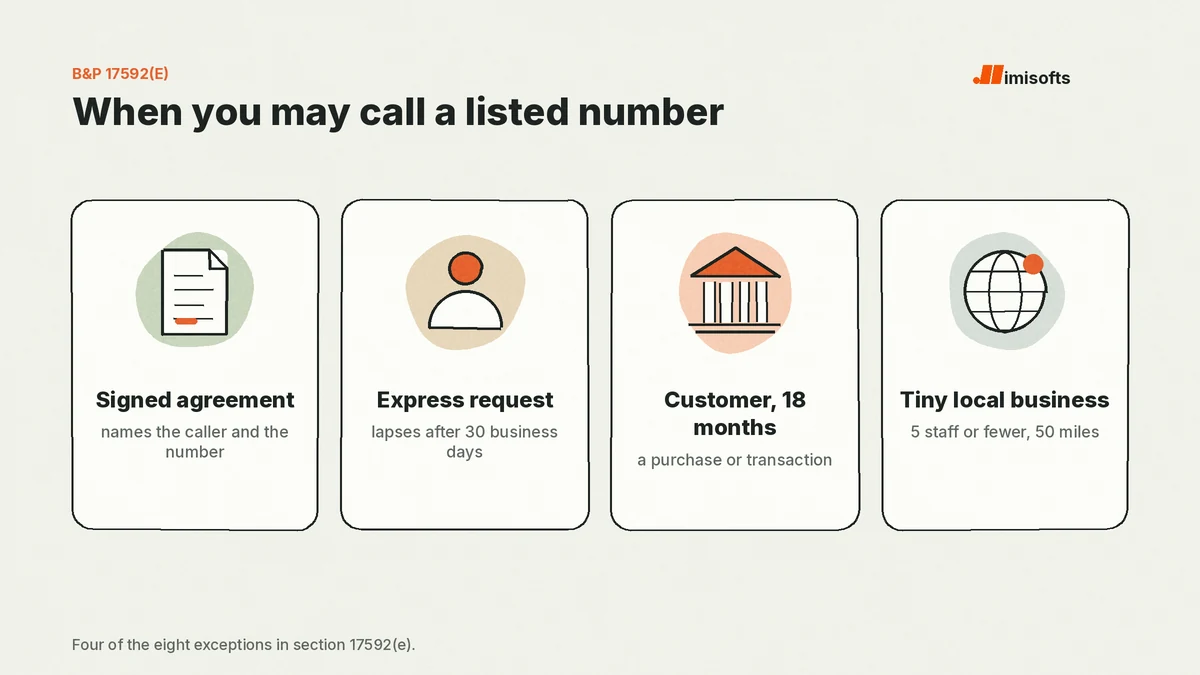 B&P 17592(E)
When you may call a listed number
imisofts
Signed agreement
names the caller and the
number
Express request
lapses after 30 business
days
Customer, 18
months
a purchase or transaction
Tiny local business
5 staff or fewer, 50 miles
Four of the eight exceptions in section 17592(e).